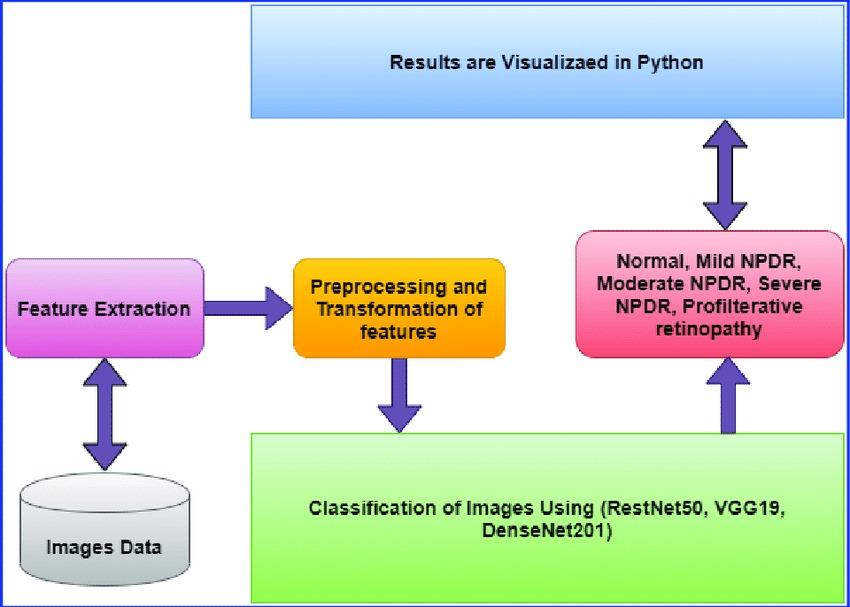 Results are Visualizaed in Python
Feature Extraction
Preprocessing and
Transformation of
features
Normal, Mild NPDR,
Moderate NPDR, Severe
NPDR, Profilterative
retinopathy
Images Data
Classification of Images Using (RestNet50, VGG19,
DenseNet201)